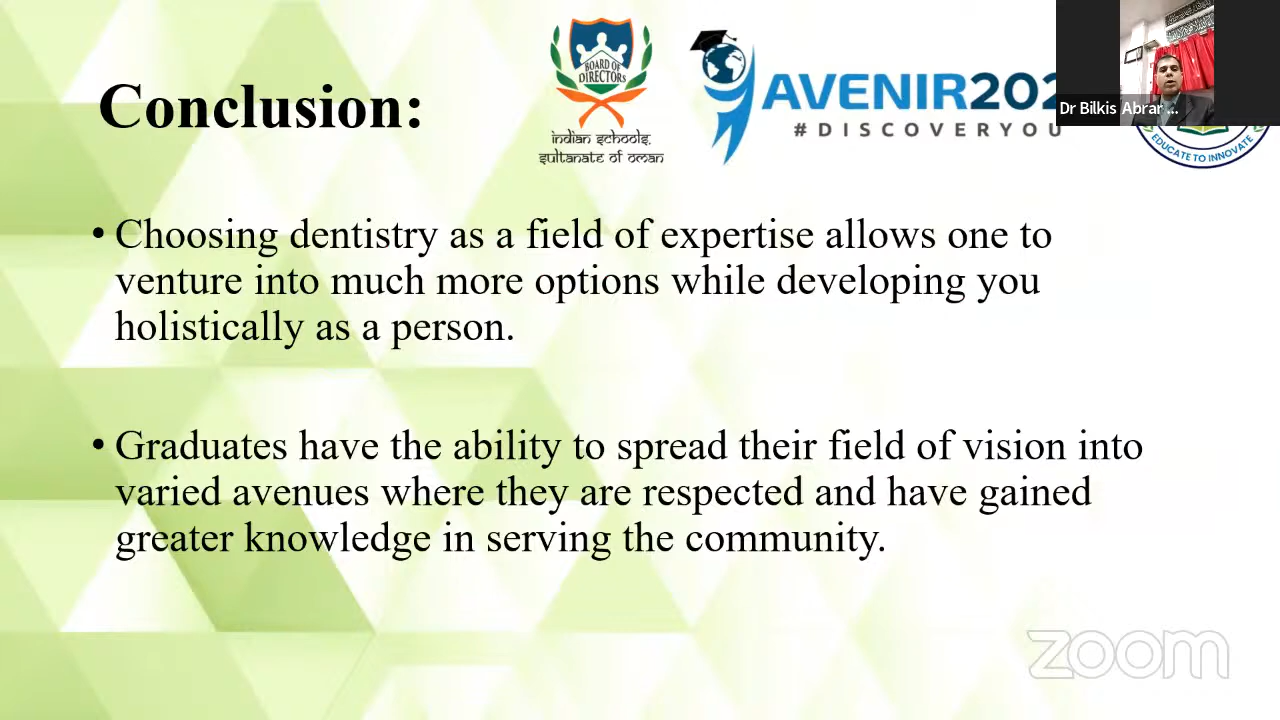 Conclusion:
BOARD OF
DIRECTORS
indian schools,
sultanate of oman
AVENIR202
#DISCOVERYOU
Dr Bilkis Abrar ...
EDUCATE TO INNOVATE
• Choosing dentistry as a field of expertise allows one to
venture into much more options while developing you
holistically as a person.
• Graduates have the ability to spread their field of vision into
varied avenues where they are respected and have gained
greater knowledge in serving the community.
zoom